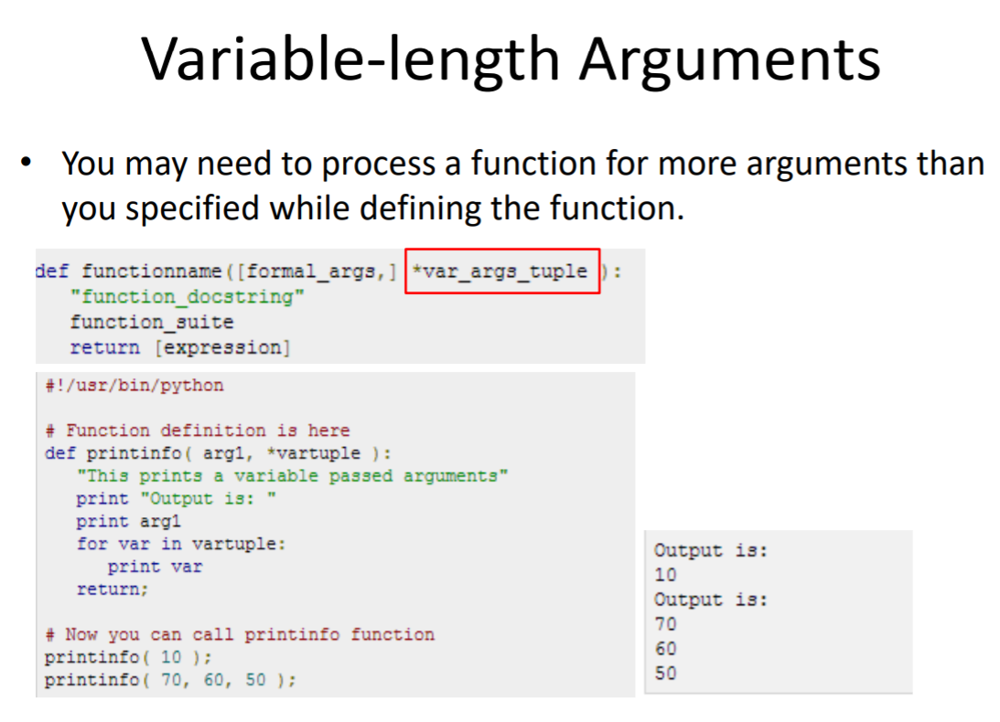 Variable-length Arguments
• You may need to process a function for more arguments than
you specified while defining the function.
def functionname([formal_args,] *var_args_tuple ):
   "function_docstring"
   function_suite
   return [expression]
#!/usr/bin/python

# Function definition is here
def printinfo( arg1, *vartuple ):
   "This prints a variable passed arguments"
   print "Output is: "
   print arg1
   for var in vartuple:
      print var
   return;

# Now you can call printinfo function
printinfo( 10 );
printinfo( 70, 60, 50 );
Output is:
10
Output is:
70
60
50